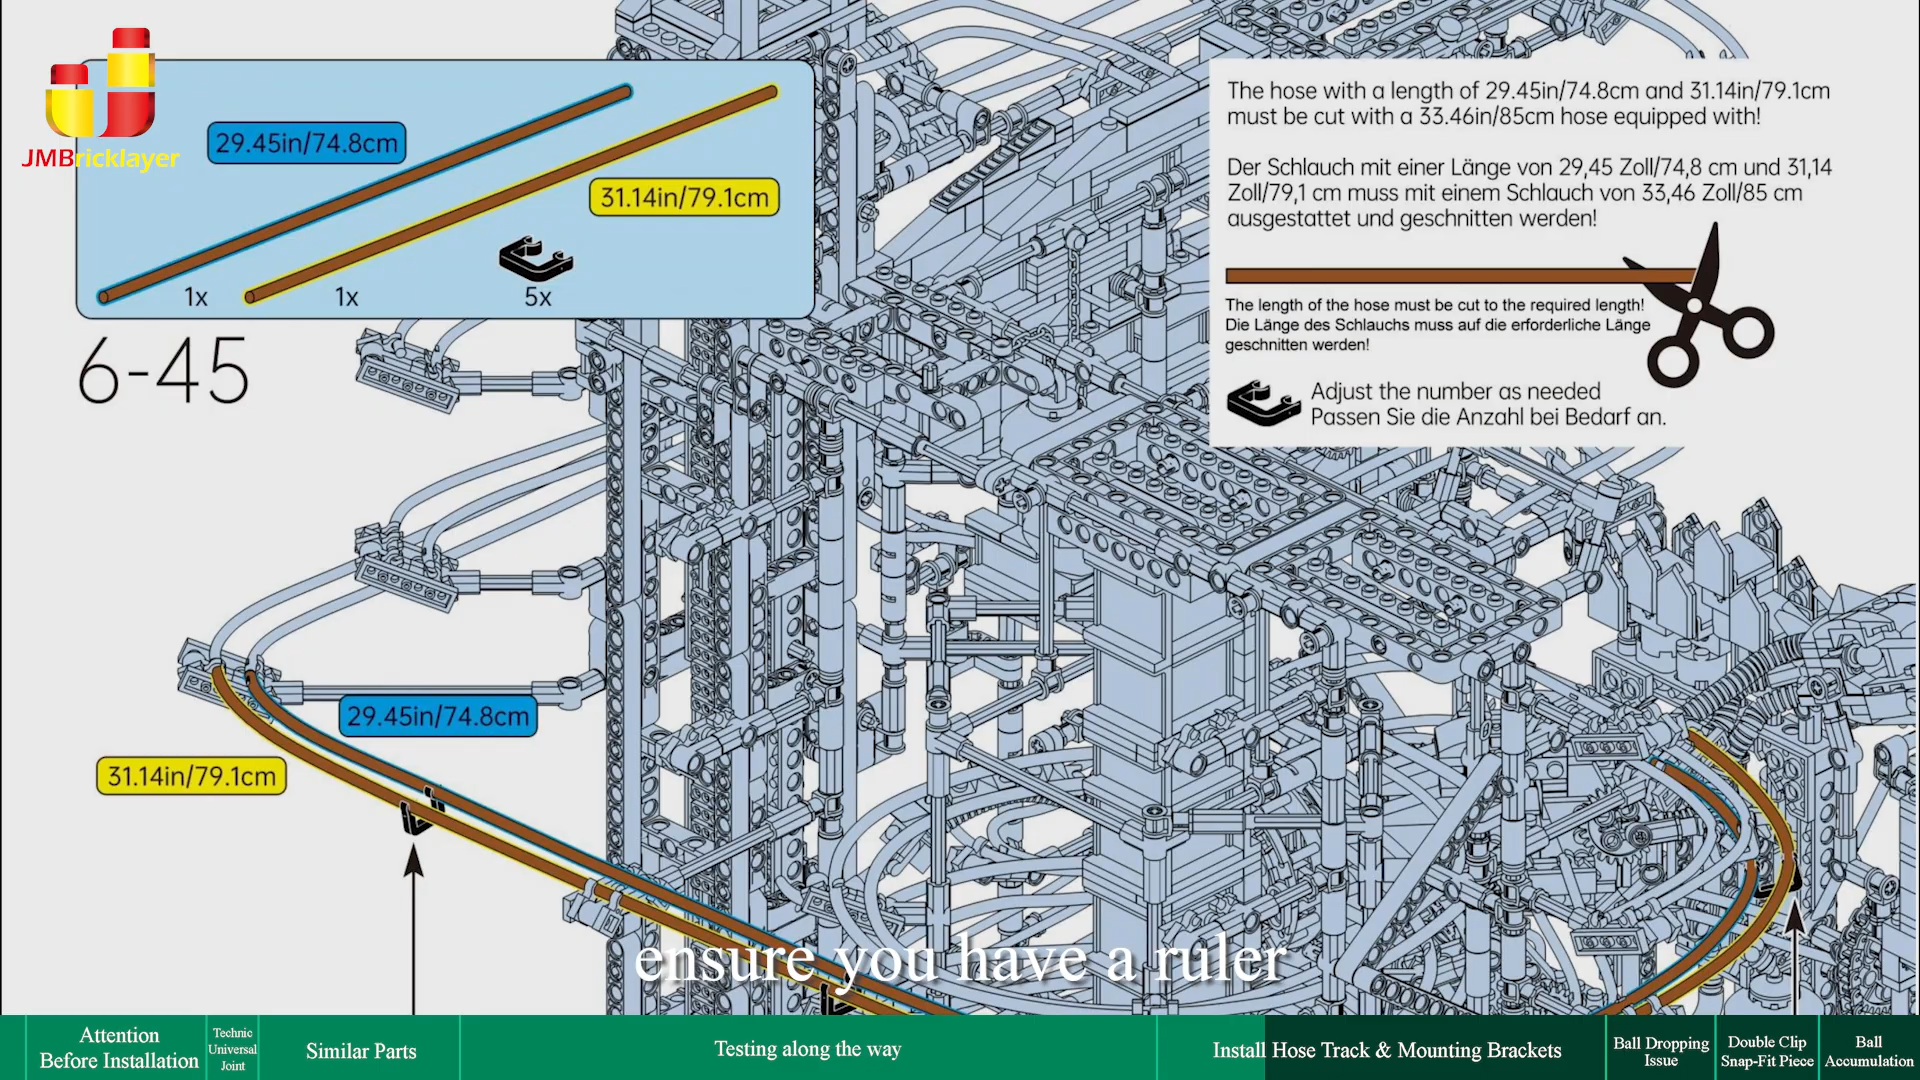 JMBricklayer
29.45in/74.8cm
31.14in/79.1cm
1x
1x
5x
6-45
The hose with a length of 29.45in/74.8cm and 31.14in/79.1cm
must be cut with a 33.46in/85cm hose equipped with!
Der Schlauch mit einer Länge von 29,45 Zoll/74,8 cm und 31,14
Zoll/79,1 cm muss mit einem Schlauch von 33,46 Zoll/85 cm
ausgestattet und geschnitten werden!
The length of the hose must be cut to the required length!
Die Länge des Schlauchs muss auf die erforderliche Länge
geschnitten werden!
Adjust the number as needed
Passen Sie die Anzahl bei Bedarf an.
29.45in/74.8cm
31.14in/79.1cm
ensure you have a ruler
Attention
Before Installation
Technic
Universal
Joint
Similar Parts
Testing along the way
Install Hose Track & Mounting Brackets
Ball Dropping
Issue
Double Clip
Snap-Fit Piece
Ball
Accumulation